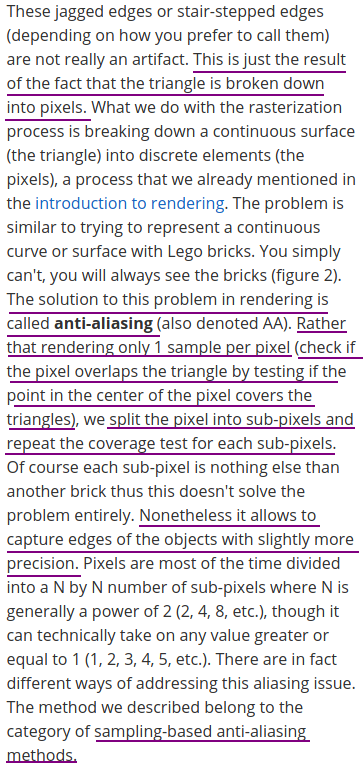 These jagged edges or stair-stepped edges
(depending on how you prefer to call them)
are not really an artifact. This is just the result
of the fact that the triangle is broken down
into pixels. What we do with the rasterization
process is breaking down a continuous surface
(the triangle) into discrete elements (the
pixels), a process that we already mentioned in
the introduction to rendering. The problem is
similar to trying to represent a continuous
curve or surface with Lego bricks. You simply
can't, you will always see the bricks (figure 2).
The solution to this problem in rendering is
called anti-aliasing (also denoted AA). Rather
that rendering only 1 sample per pixel (check if
the pixel overlaps the triangle by testing if the
point in the center of the pixel covers the
triangles), we split the pixel into sub-pixels and
repeat the coverage test for each sub-pixels.
Of course each sub-pixel is nothing else than
another brick thus this doesn't solve the
problem entirely. Nonetheless it allows to
capture edges of the objects with slightly more
precision. Pixels are most of the time divided
into a N by N number of sub-pixels where N is
generally a power of 2 (2, 4, 8, etc.), though it
can technically take on any value greater or
equal to 1 (1, 2, 3, 4, 5, etc.). There are in fact
different ways of addressing this aliasing issue.
The method we described belong to the
category of sampling-based anti-aliasing
methods.